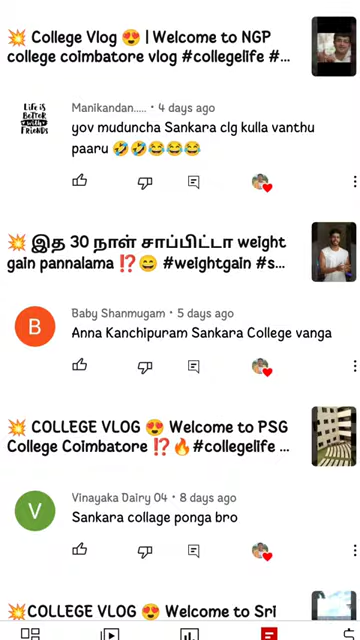 💥 College Vlog 😍 | Welcome to NGP
college coimbatore vlog #collegelife #...
LIFE IS
BETTER
WITH
FRIENDS
Manikandan..... • 4 days ago
yov muduncha Sankara clg kulla vanthu
paaru 🤣🤣😂😂😂
💥 இத 30 நாள் சாப்பிட்டா weight
gain pannalama ⁉️😄 #weightgain #s...
B
Baby Shanmugam • 5 days ago
Anna Kanchipuram Sankara College vanga
💥 COLLEGE VLOG 😍 Welcome to PSG
College Coimbatore ⁉️🔥#collegelife ...
V
Vinayaka Dairy 04 • 8 days ago
Sankara collage ponga bro
💥COLLEGE VLOG 😍 Welcome to Sri